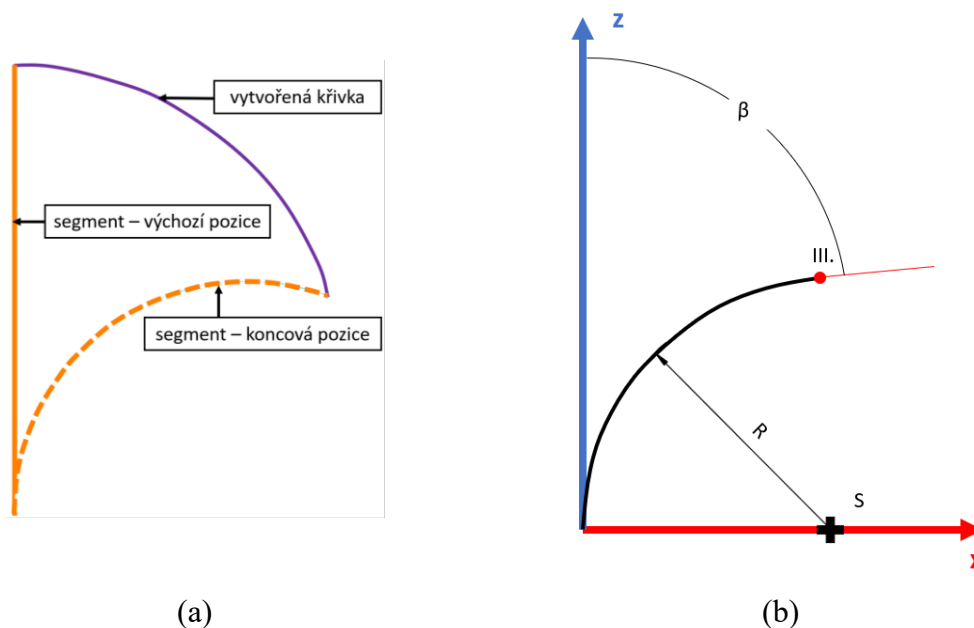 vytvořená křivka
segment – výchozí pozice
segment – koncová pozice
(a)
z
β
III.
R
S
x
(b)